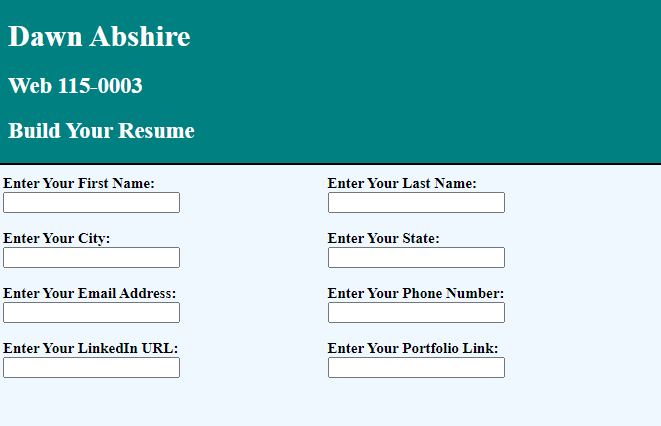 Dawn Abshire
Web 115-0003
Build Your Resume
Enter Your First Name:
Enter Your Last Name:
Enter Your City:
Enter Your State:
Enter Your Email Address:
Enter Your Phone Number:
Enter Your LinkedIn URL:
Enter Your Portfolio Link: